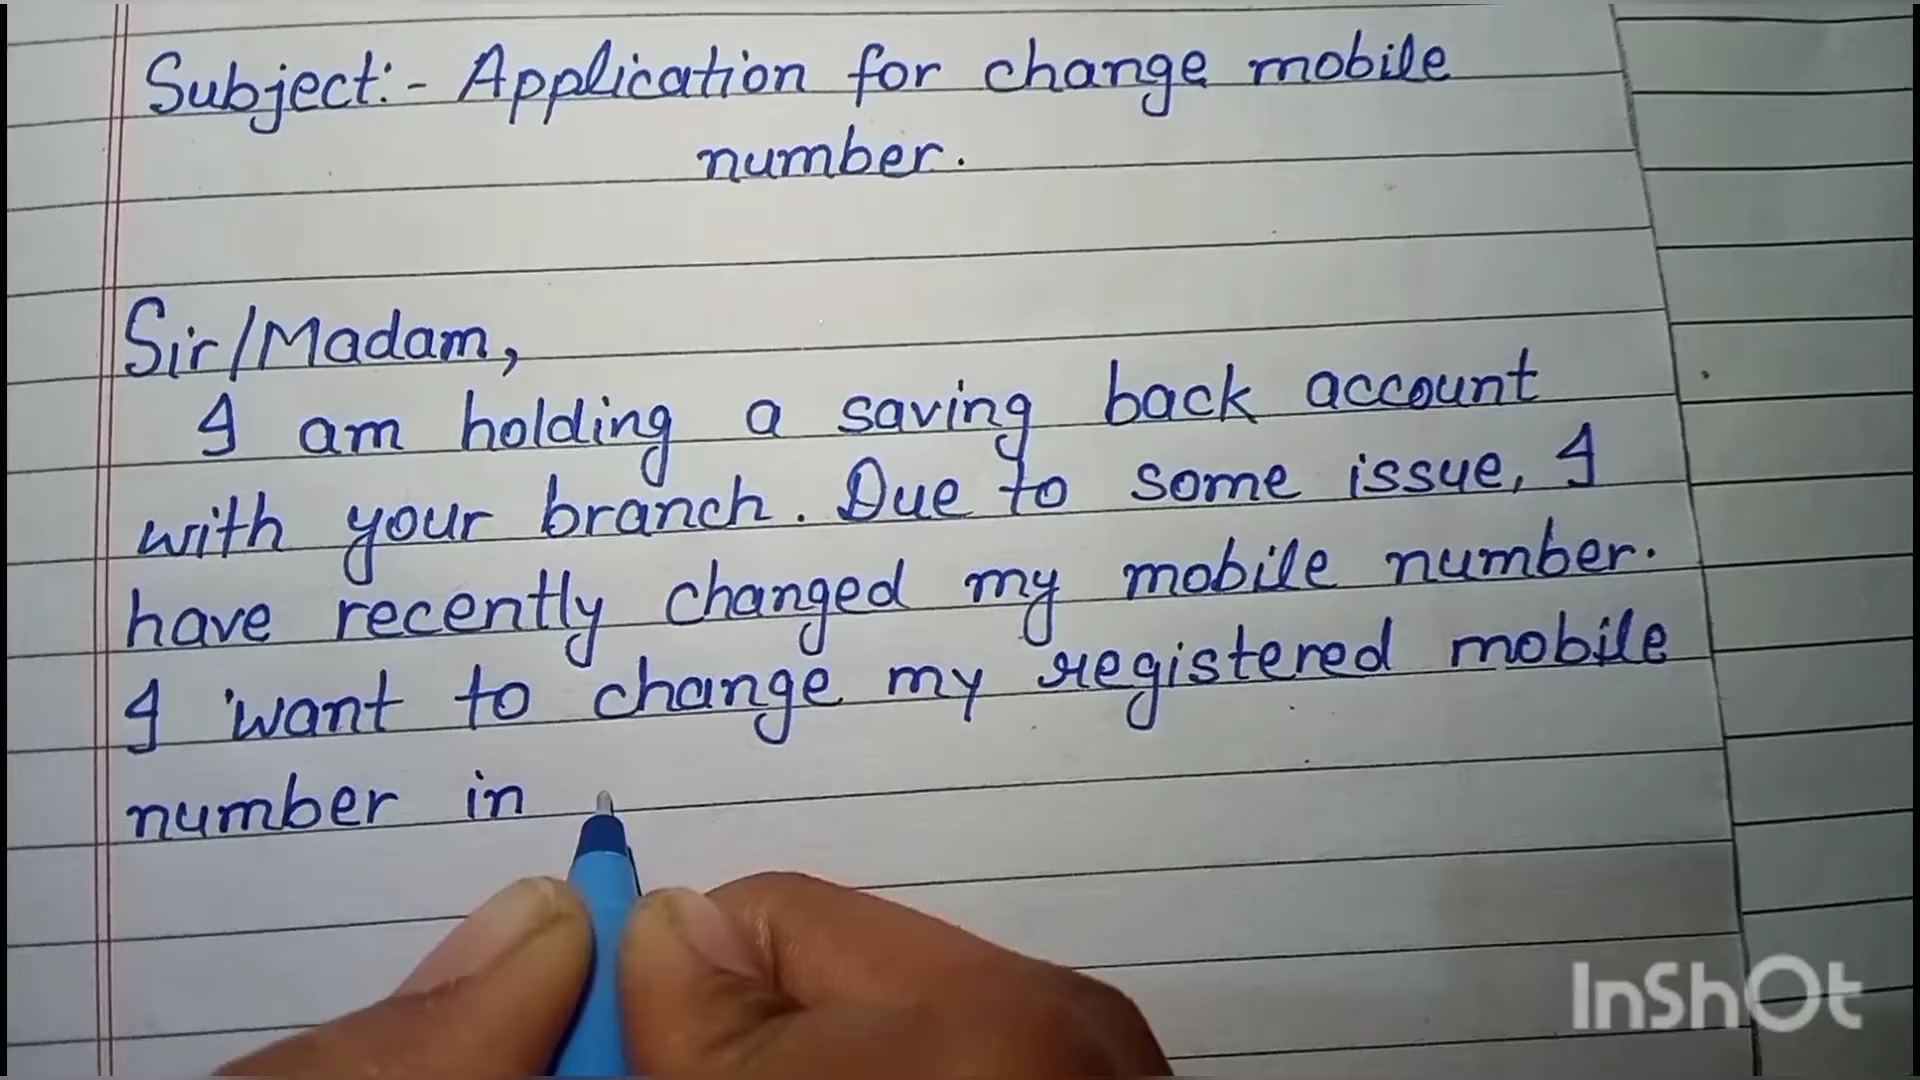 Subject:- Application for change mobile
number.
Sir/Madam,
I am holding a saving back account
with your branch. Due to some issue, I
have recently changed my mobile number.
I want to change my registered mobile
number in
InShOt